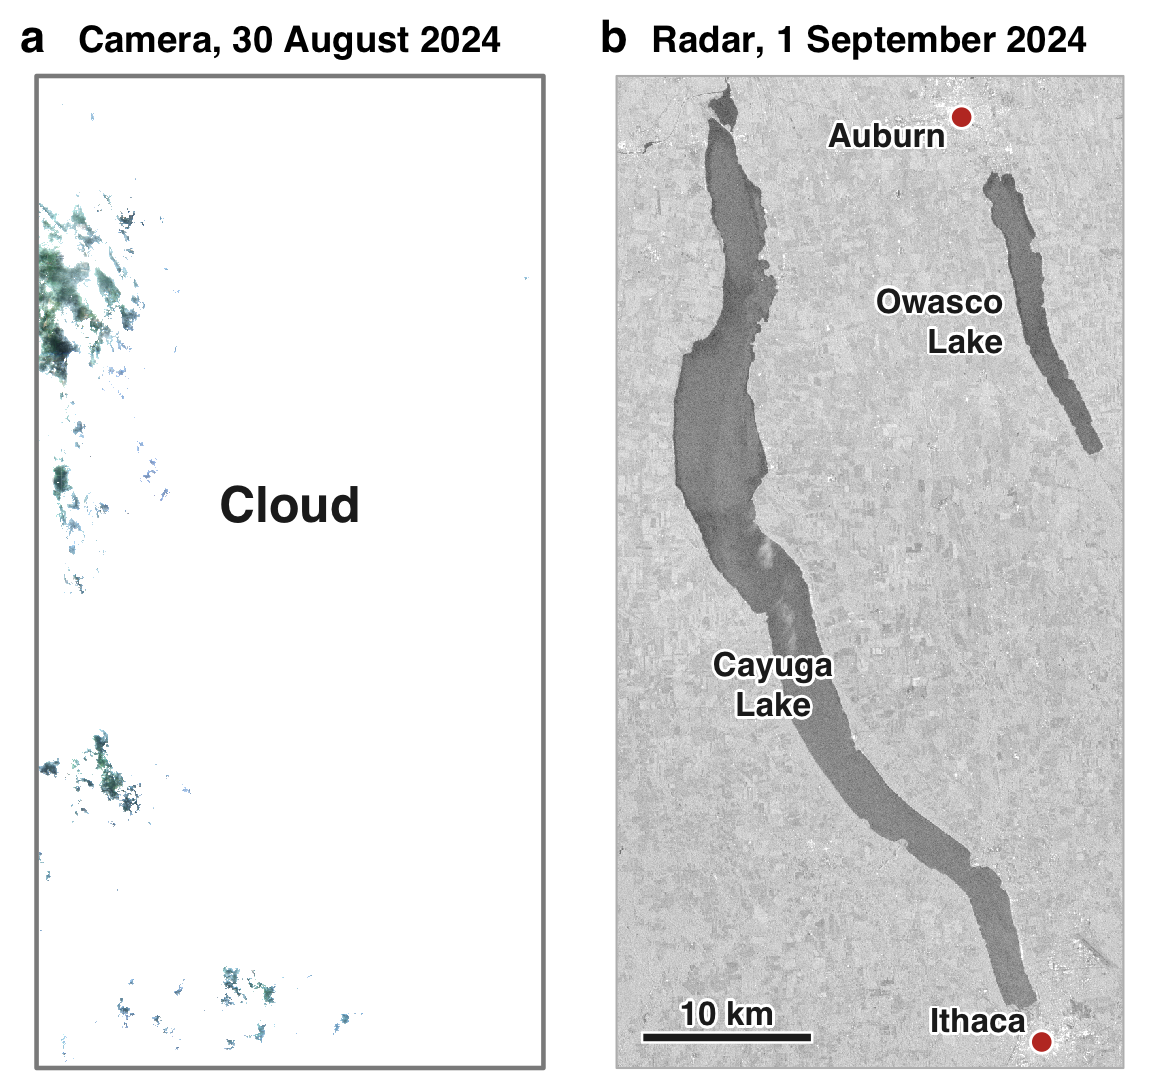 a Camera, 30 August 2024
Cloud
b Radar, 1 September 2024
Auburn
Owasco
Lake
Cayuga
Lake
10 km
Ithaca